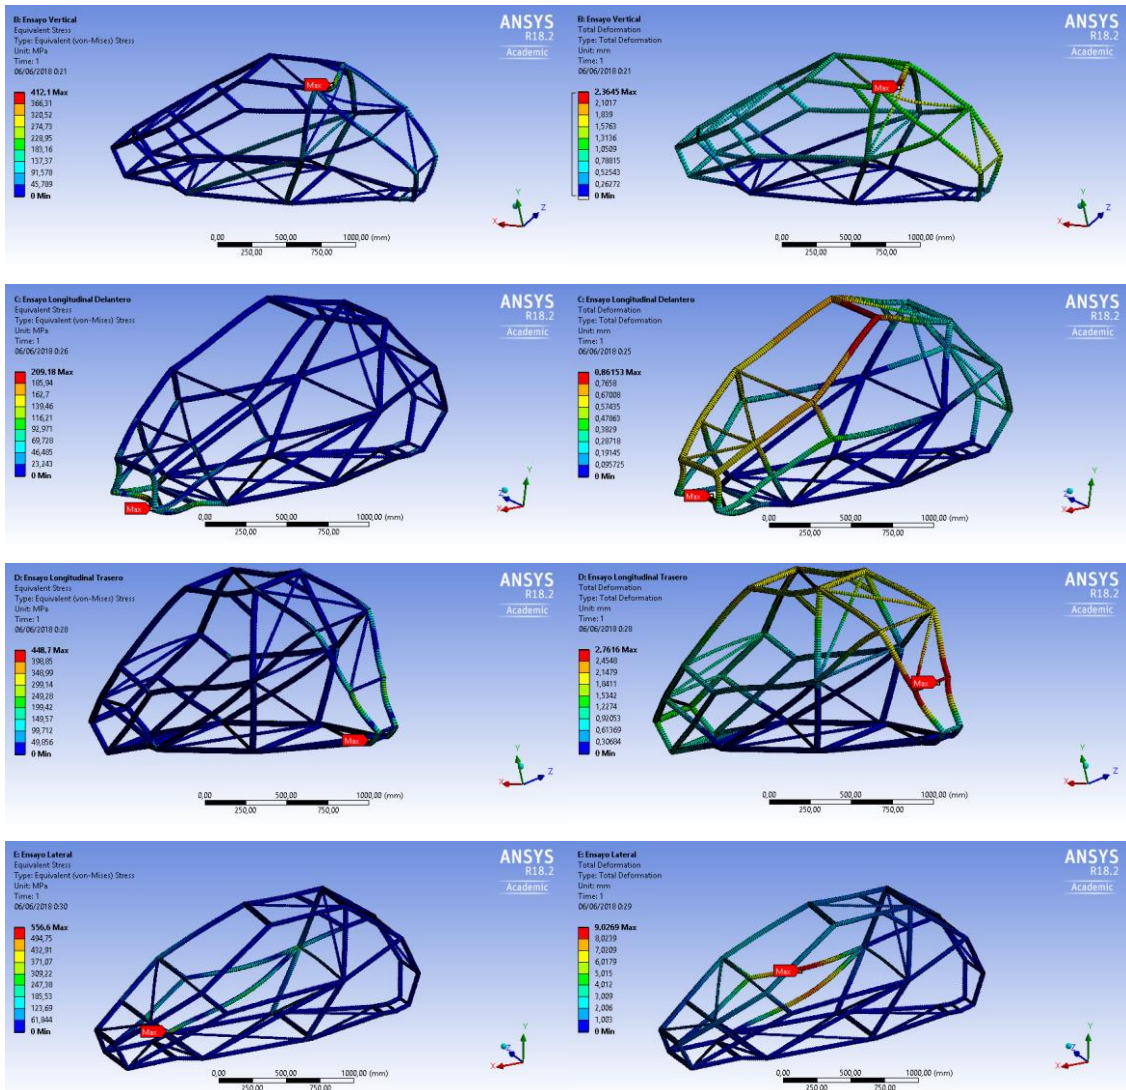 B: Ensayo Vertical
Equivalent Stress
Type: Equivalent (von-Mises) Stress
Unit: MPa
Time: 1
06/06/2018 0:21
412,1 Max
366,31
320,52
274,73
228,95
183,16
137,37
91,578
45,789
0 Min
Max
ANSYS
R18.2
Academic
Y
Z
X
0,00 500,00 1000,00 (mm)
250,00 750,00
B: Ensayo Vertical
Total Deformation
Type: Total Deformation
Unit: mm
Time: 1
06/06/2018 0:21
2,3645 Max
2,1017
1,839
1,5763
1,3136
1,0509
0,78815
0,52543
0,26272
0 Min
Max
ANSYS
R18.2
Academic
Y
Z
X
0,00 500,00 1000,00 (mm)
250,00 750,00
C: Ensayo Longitudinal Delantero
Equivalent Stress
Type: Equivalent (von-Mises) Stress
Unit: MPa
Time: 1
06/06/2018 0:26
209,18 Max
185,94
162,7
139,46
116,21
92,971
69,728
46,485
23,243
0 Min
Max
ANSYS
R18.2
Academic
Y
Z
X
0,00 500,00 1000,00 (mm)
250,00 750,00
C: Ensayo Longitudinal Delantero
Total Deformation
Type: Total Deformation
Unit: mm
Time: 1
06/06/2018 0:25
0,86153 Max
0,7658
0,67008
0,57435
0,47863
0,3829
0,28718
0,19145
0,095725
0 Min
Max
ANSYS
R18.2
Academic
Y
Z
X
0,00 500,00 1000,00 (mm)
250,00 750,00
D: Ensayo Longitudinal Trasero
Equivalent Stress
Type: Equivalent (von-Mises) Stress
Unit: MPa
Time: 1
06/06/2018 0:28
448,7 Max
398,85
348,99
299,14
249,28
199,42
149,57
99,712
49,856
0 Min
Max
ANSYS
R18.2
Academic
Y
Z
X
0,00 500,00 1000,00 (mm)
250,00 750,00
D: Ensayo Longitudinal Trasero
Total Deformation
Type: Total Deformation
Unit: mm
Time: 1
06/06/2018 0:28
2,7616 Max
2,4548
2,1479
1,8411
1,5342
1,2274
0,92053
0,61369
0,30684
0 Min
Max
ANSYS
R18.2
Academic
Y
Z
X
0,00 500,00 1000,00 (mm)
250,00 750,00
E: Ensayo Lateral
Equivalent Stress
Type: Equivalent (von-Mises) Stress
Unit: MPa
Time: 1
06/06/2018 0:30
556,6 Max
494,75
432,91
371,07
309,22
247,38
185,53
123,69
61,844
0 Min
Max
ANSYS
R18.2
Academic
Y
Z
X
0,00 500,00 1000,00 (mm)
250,00 750,00
E: Ensayo Lateral
Total Deformation
Type: Total Deformation
Unit: mm
Time: 1
06/06/2018 0:29
9,0269 Max
8,0239
7,0209
6,0179
5,015
4,012
3,009
2,006
1,003
0 Min
Max
ANSYS
R18.2
Academic
Y
Z
X
0,00 500,00 1000,00 (mm)
250,00 750,00